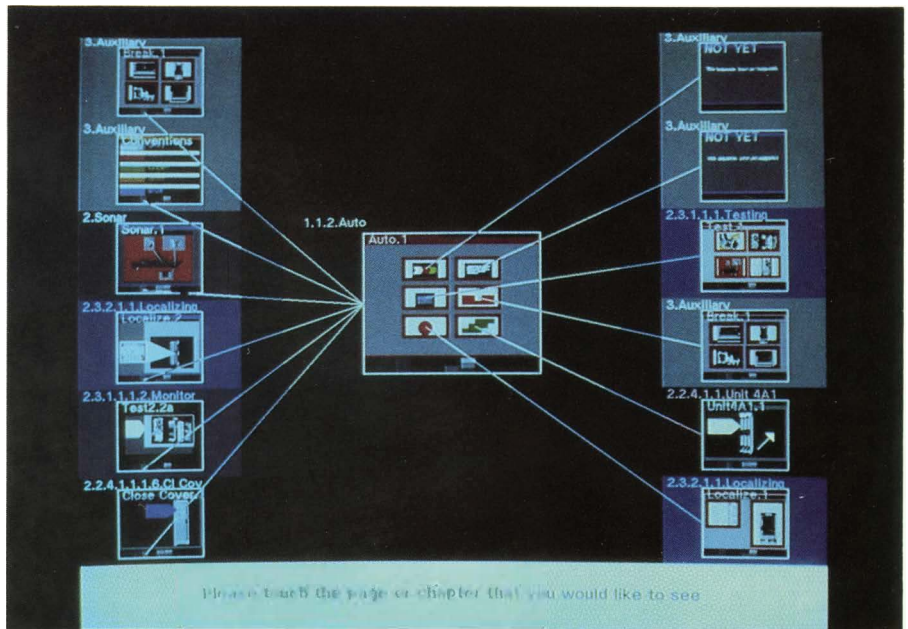 3.Auxiliary
Break.1
3.Auxiliary
Conventions
2.Sonar
Sonar.1
2.3.2.1.1.Localizing
Localize.2
2.3.1.1.1.2.Monitor
Test2.2a
2.2.4.1.1.1.6.Cl Cov
Close Cover
1.1.2.Auto
Auto.1
3.Auxiliary
NOT YET
3.Auxiliary
NOT YET
2.3.1.1.1.Testing
Test
3.Auxiliary
Break.1
2.2.4.1.1.Unit 4A1
Unit4A1.1
2.3.2.1.1.Localizing
Localize.1
Please touch the page or chapter that you would like to see